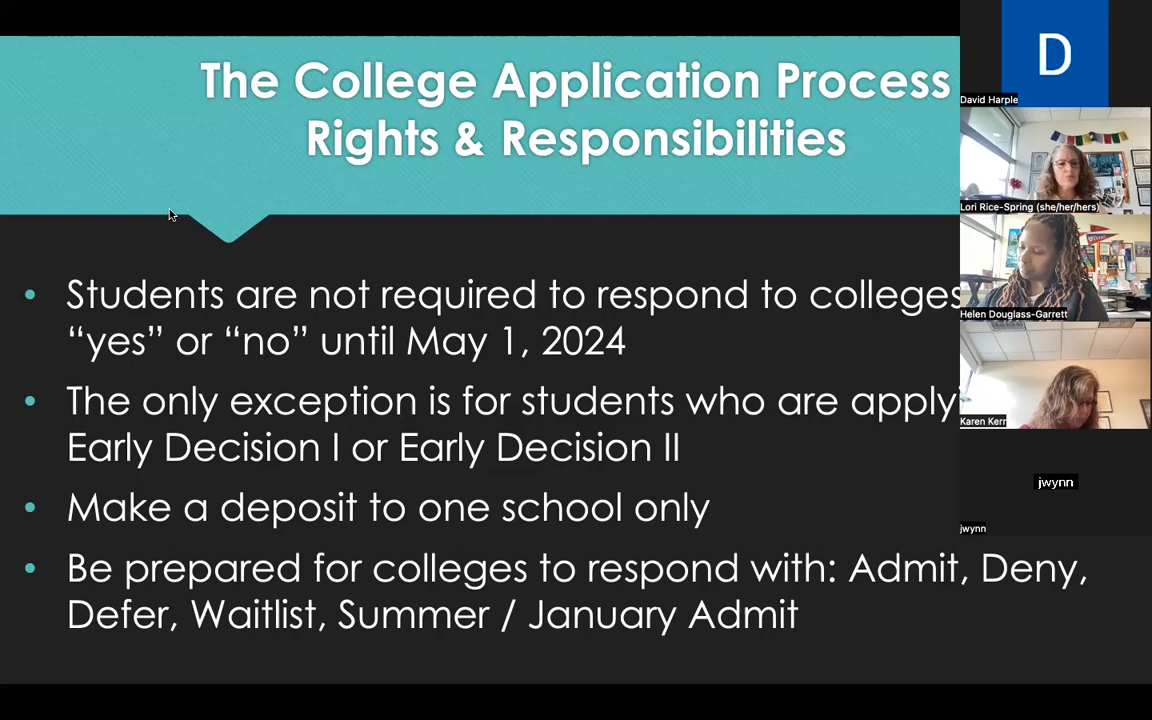 The College Application Process
Rights & Responsibilities
• Students are not required to respond to colleges
“yes” or “no” until May 1, 2024
• The only exception is for students who are apply
Early Decision I or Early Decision II
• Make a deposit to one school only
• Be prepared for colleges to respond with: Admit, Deny,
Defer, Waitlist, Summer / January Admit
D
David Harple
Lori Rice-Spring (she/her/hers)
Helen Douglass-Garrett
Karen Kerr
jwynn
jwynn